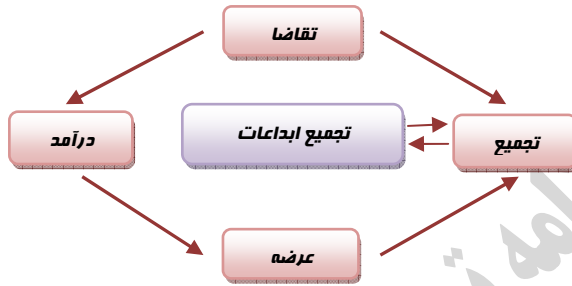 تقاضا
درآمد
تجمیع ابداعات
تجمیع
عرضه